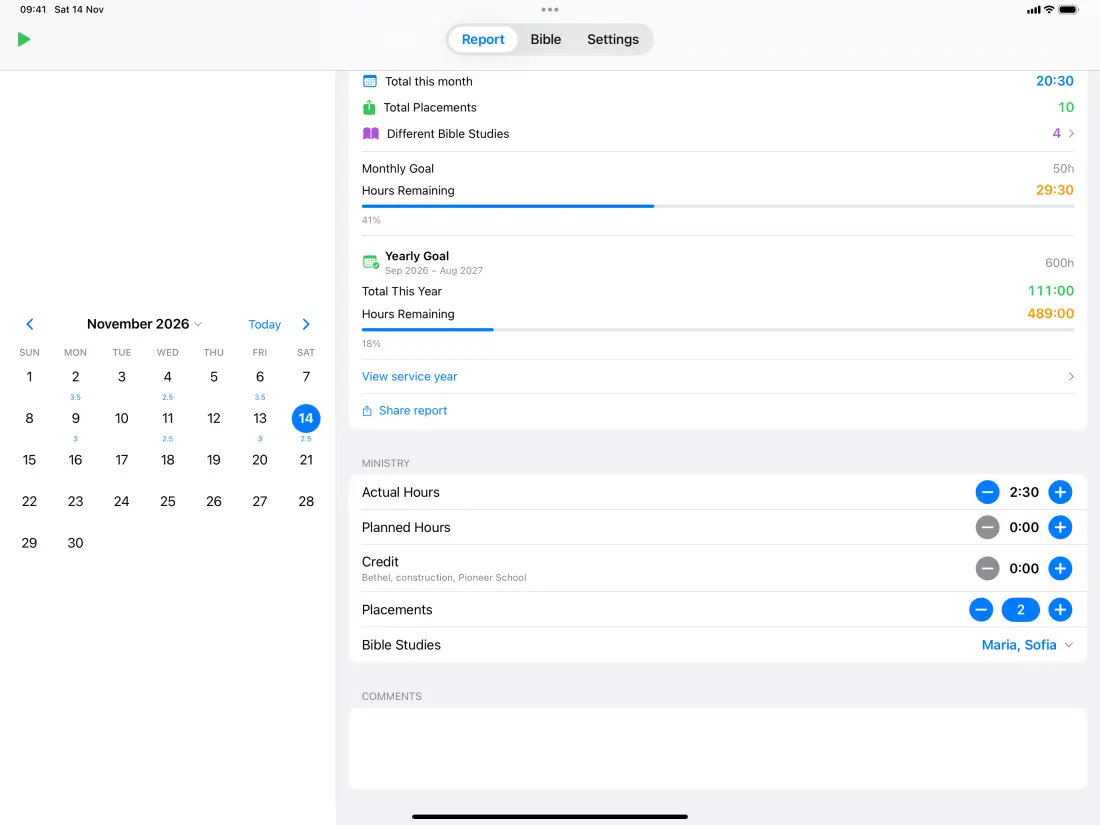 09:41 Sat 14 Nov
Report Bible Settings
Total this month 20:30
Total Placements 10
Different Bible Studies 4
Monthly Goal 50h
Hours Remaining 29:30
41%
Yearly Goal 600h
Sep 2026 – Aug 2027
Total This Year 111:00
Hours Remaining 489:00
18%
View service year
Share report
November 2026 Today
SUN MON TUE WED THU FRI SAT
1 2 3 4 5 6 7
3.5 2.5 3.5
8 9 10 11 12 13 14
3 2.5 3 2.5
15 16 17 18 19 20 21
22 23 24 25 26 27 28
29 30
MINISTRY
Actual Hours 2:30
Planned Hours 0:00
Credit 0:00
Bethel, construction, Pioneer School
Placements 2
Bible Studies Maria, Sofia
COMMENTS